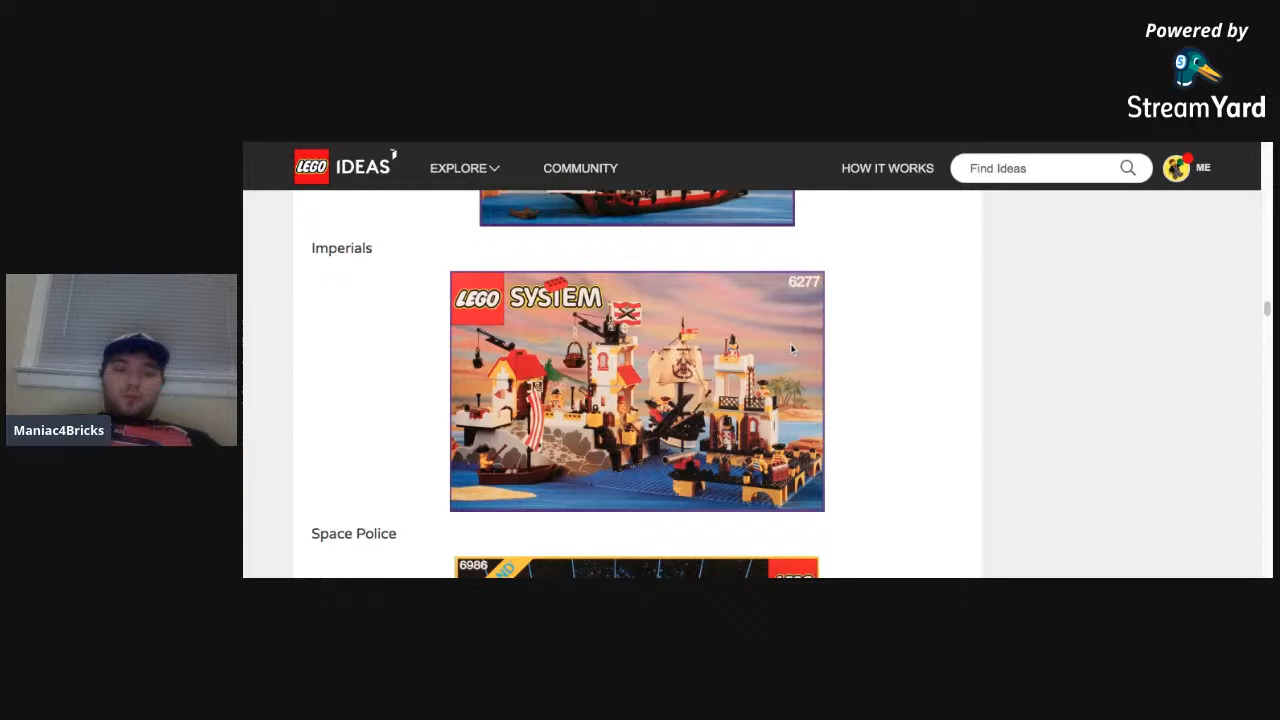 Powered by
StreamYard
LEGO IDEAS EXPLORE COMMUNITY HOW IT WORKS Find Ideas ME
Imperials
LEGO SYSTEM 6277
Maniac4Bricks
Space Police
6986
LEGO